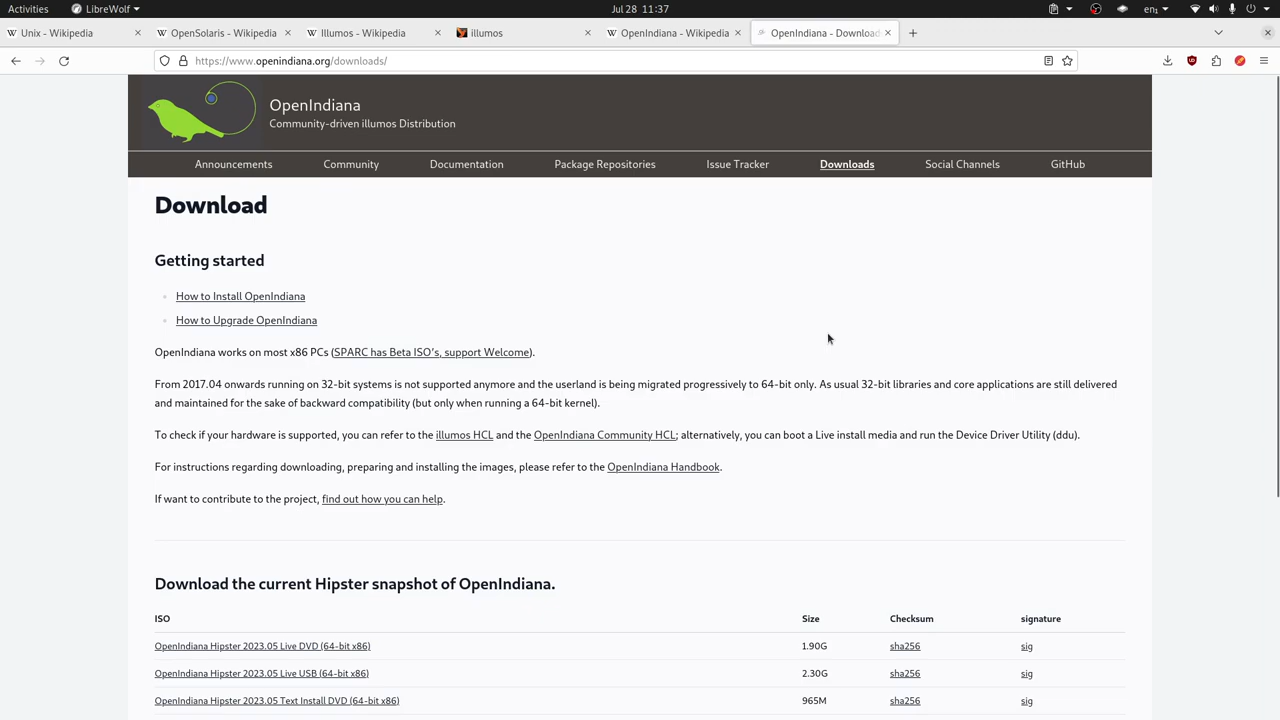 Activities LibreWolf Jul 28 11:37 en₁
Unix - Wikipedia OpenSolaris - Wikipedia Illumos - Wikipedia illumos OpenIndiana - Wikipedia OpenIndiana - Download
https://www.openindiana.org/downloads/
OpenIndiana
Community-driven illumos Distribution
Announcements Community Documentation Package Repositories Issue Tracker Downloads Social Channels GitHub
Download
Getting started
How to Install OpenIndiana
How to Upgrade OpenIndiana
OpenIndiana works on most x86 PCs (SPARC has Beta ISO's, support Welcome).
From 2017.04 onwards running on 32-bit systems is not supported anymore and the userland is being migrated progressively to 64-bit only. As usual 32-bit libraries and core applications are still delivered
and maintained for the sake of backward compatibility (but only when running a 64-bit kernel).
To check if your hardware is supported, you can refer to the illumos HCL and the OpenIndiana Community HCL; alternatively, you can boot a Live install media and run the Device Driver Utility (ddu).
For instructions regarding downloading, preparing and installing the images, please refer to the OpenIndiana Handbook.
If want to contribute to the project, find out how you can help.
Download the current Hipster snapshot of OpenIndiana.
ISO Size Checksum signature
OpenIndiana Hipster 2023.05 Live DVD (64-bit x86) 1.90G sha256 sig
OpenIndiana Hipster 2023.05 Live USB (64-bit x86) 2.30G sha256 sig
OpenIndiana Hipster 2023.05 Text Install DVD (64-bit x86) 965M sha256 sig